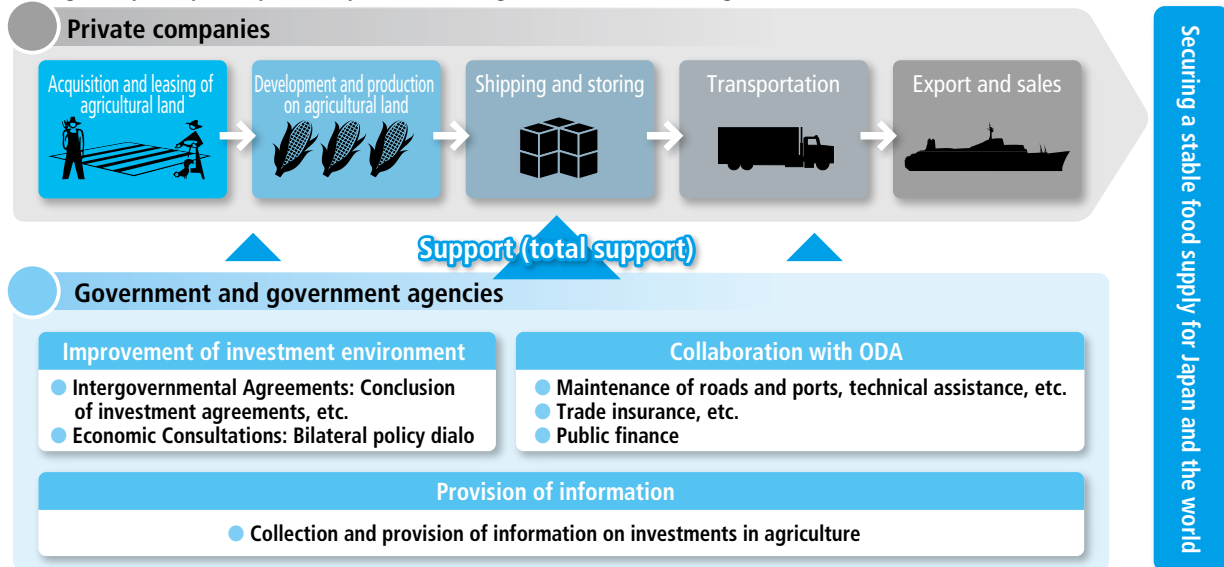 Private companies
Acquisition and leasing of
agricultural land
Development and production
on agricultural land
Shipping and storing
Transportation
Export and sales
Support (total support)
Government and government agencies
Improvement of investment environment
Intergovernmental Agreements: Conclusion
of investment agreements, etc.
Economic Consultations: Bilateral policy dialo
Collaboration with ODA
Maintenance of roads and ports, technical assistance, etc.
Trade insurance, etc.
Public finance
Provision of information
Collection and provision of information on investments in agriculture
Securing a stable food supply for Japan and the world